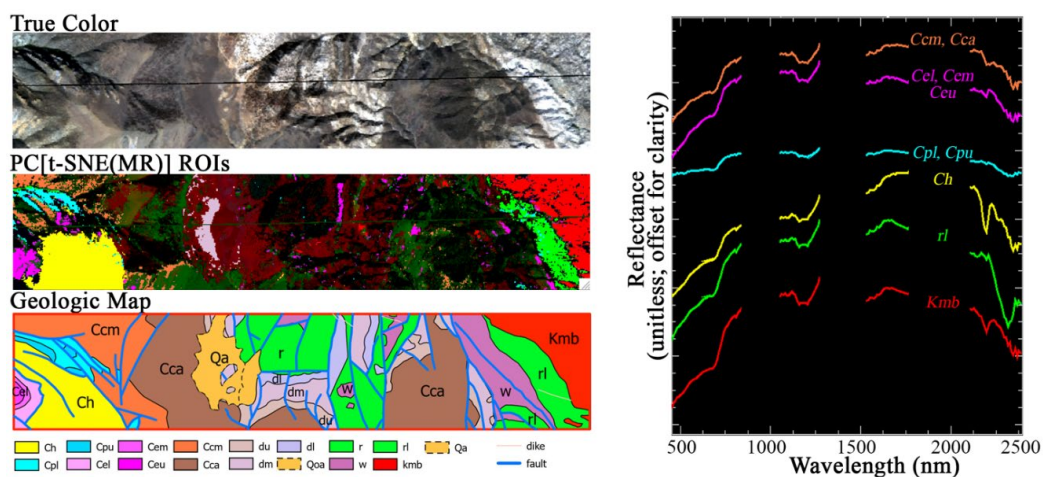 True Color
PC[t-SNE(MR)] ROIs
Geologic Map
Ccm
Cca
Qa
r
dl
dm
du
w
Cca
w
rl
rl
Kmb
Cel
Ch
Ch
Cpu
Cem
Ccm
du
dl
r
rl
Qa
dike
Cpl
Cel
Ceu
Cca
dm
Qoa
w
kmb
fault
Reflectance
(unitless; offset for clarity)
Ccm, Cca
Cel, Cem
Ceu
Cpl, Cpu
Ch
rl
Kmb
500
1000
1500
2000
2500
Wavelength (nm)